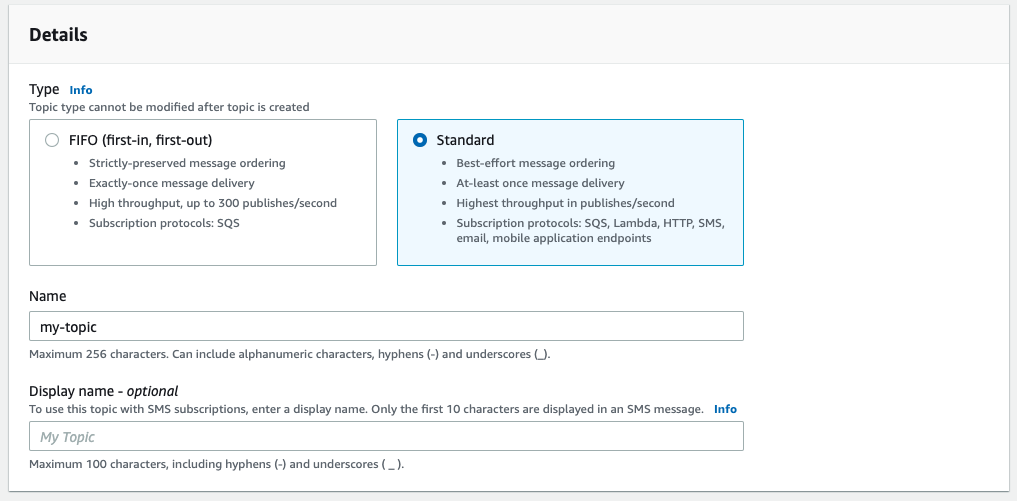 Details
Type Info
Topic type cannot be modified after topic is created
FIFO (first-in, first-out)
• Strictly-preserved message ordering
• Exactly-once message delivery
• High throughput, up to 300 publishes/second
• Subscription protocols: SQS
Standard
• Best-effort message ordering
• At-least once message delivery
• Highest throughput in publishes/second
• Subscription protocols: SQS, Lambda, HTTP, SMS,
email, mobile application endpoints
Name
my-topic
Maximum 256 characters. Can include alphanumeric characters, hyphens (-) and underscores (_).
Display name - optional
To use this topic with SMS subscriptions, enter a display name. Only the first 10 characters are displayed in an SMS message. Info
My Topic
Maximum 100 characters, including hyphens (-) and underscores ( _ ).